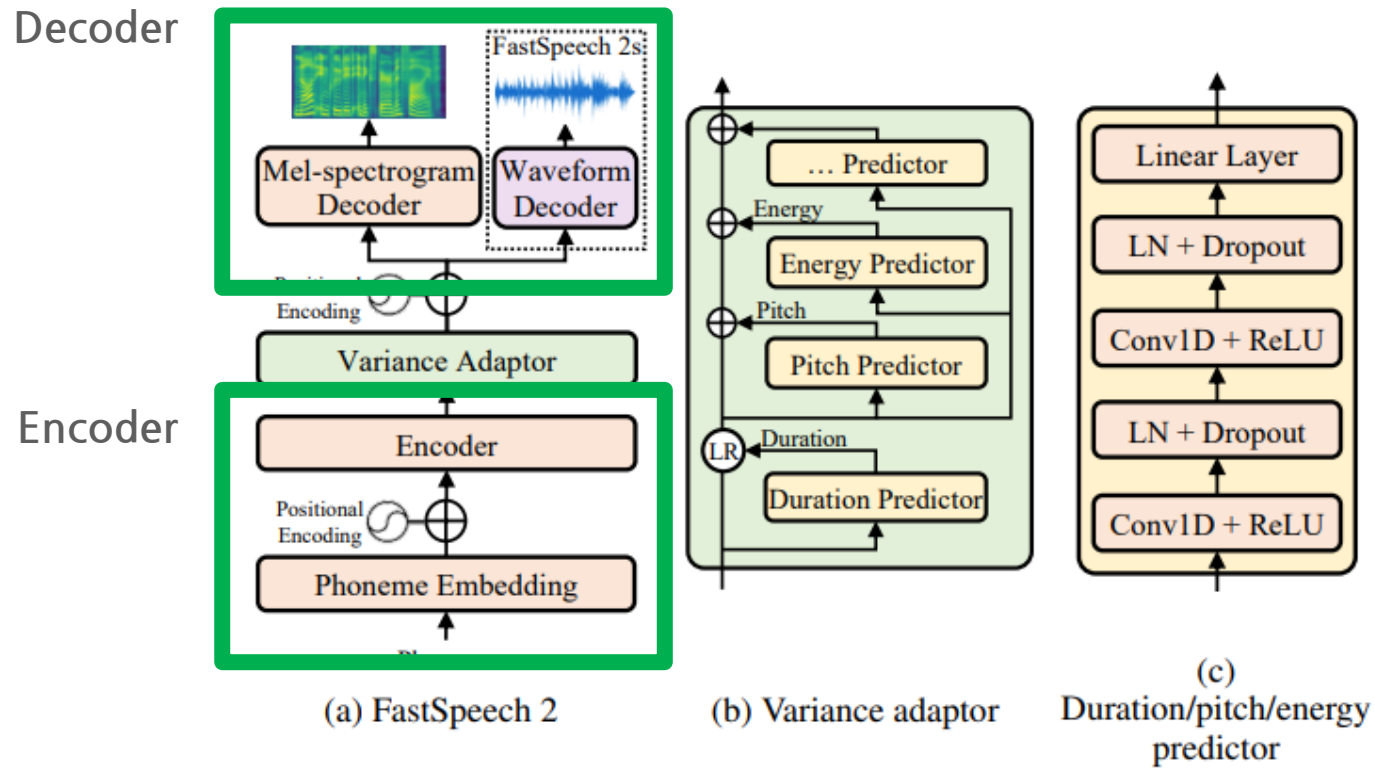 Decoder
FastSpeech 2s
Mel-spectrogram
Decoder
Waveform
Decoder
Encoding
Variance Adaptor
Encoder
Encoder
Positional
Encoding
Phoneme Embedding
(a) FastSpeech 2
… Predictor
Energy
Energy Predictor
Pitch
Pitch Predictor
LR
Duration
Duration Predictor
(b) Variance adaptor
Linear Layer
LN + Dropout
Conv1D + ReLU
LN + Dropout
Conv1D + ReLU
(c)
Duration/pitch/energy
predictor